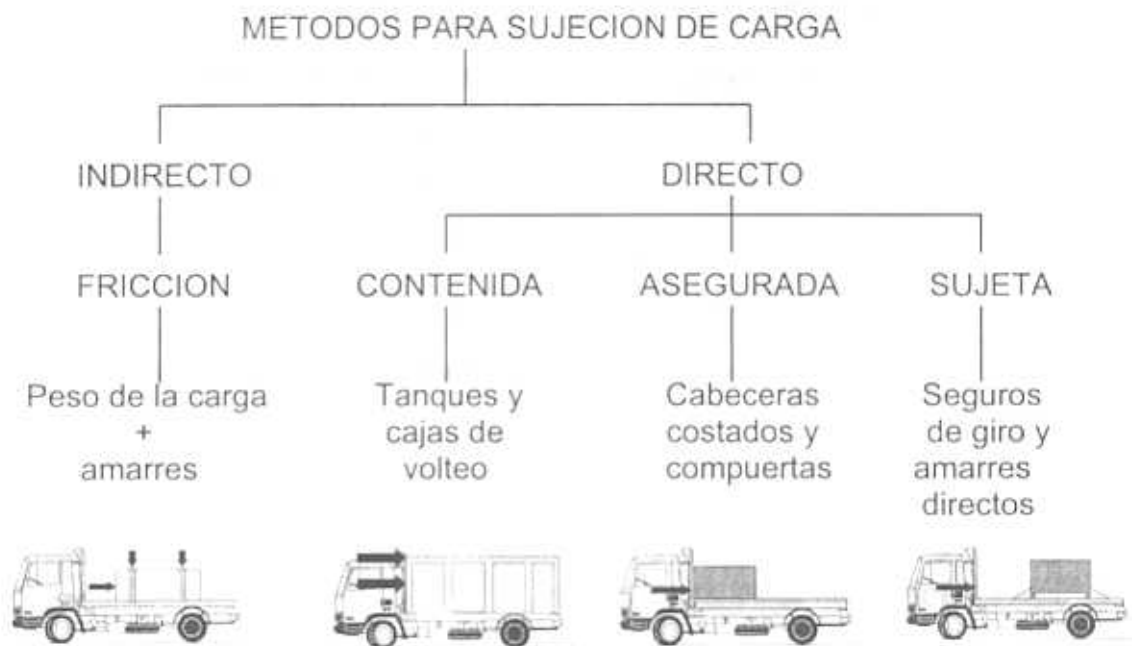 METODOS PARA SUJECION DE CARGA
INDIRECTO
DIRECTO
FRICCION
CONTENIDA
ASEGURADA
SUJETA
Peso de la carga
+
amarres
Tanques y
cajas de
volteo
Cabeceras
costados y
compuertas
Seguros
de giro y
amarres
directos